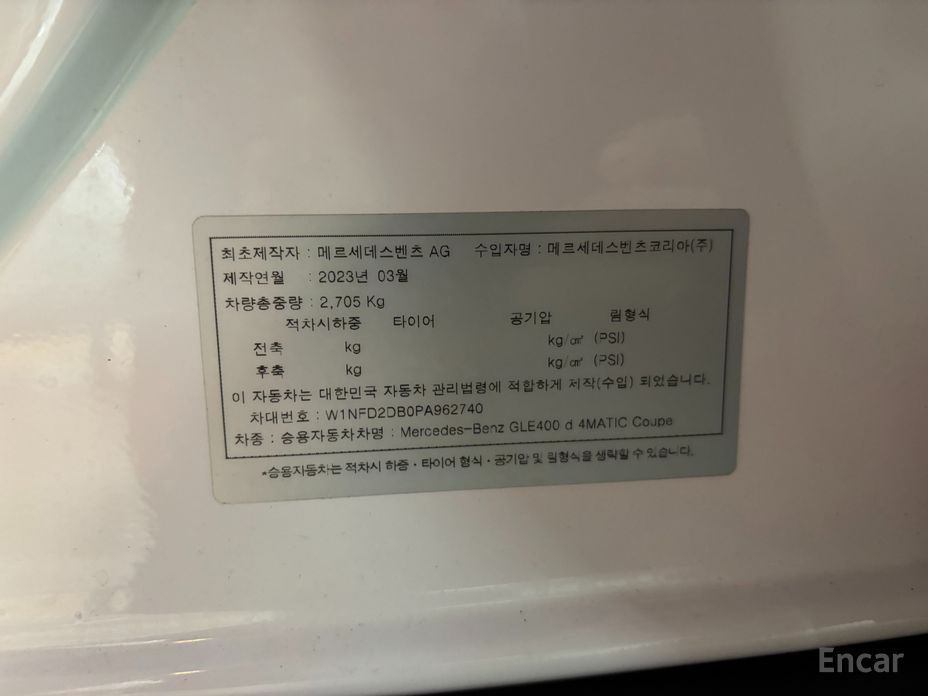 최초제작자 : 메르세데스벤츠 AG 수입자명 : 메르세데스벤츠코리아(주)
제작연월 : 2023년 03월
차량총중량 : 2,705 Kg
적차시하중 타이어 공기압 림형식
전축 kg kg/㎠ (PSI)
후축 kg kg/㎠ (PSI)
이 자동차는 대한민국 자동차 관리법령에 적합하게 제작(수입) 되었습니다.
차대번호 : W1NFD2DB0PA962740
차종 : 승용자동차차명 : Mercedes-Benz GLE400 d 4MATIC Coupe
*승용자동차는 적차시 하중 · 타이어 형식 · 공기압 및 림형식을 생략할 수 있습니다.
Encar